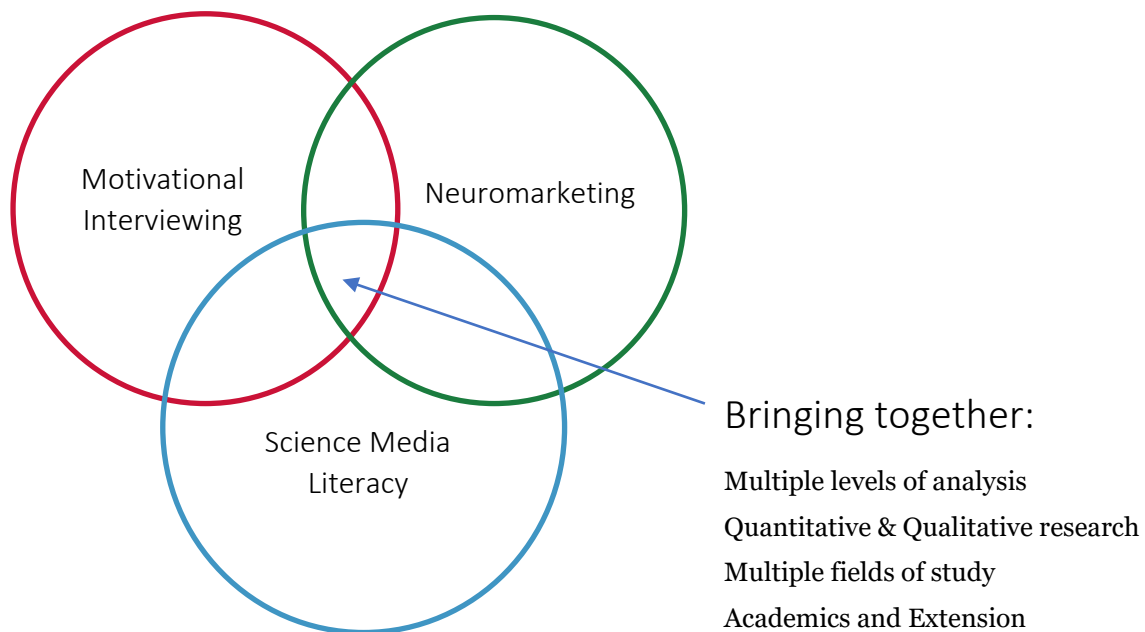 Motivational
Interviewing
Neuromarketing
Science Media
Literacy
Bringing together:
Multiple levels of analysis
Quantitative & Qualitative research
Multiple fields of study
Academics and Extension